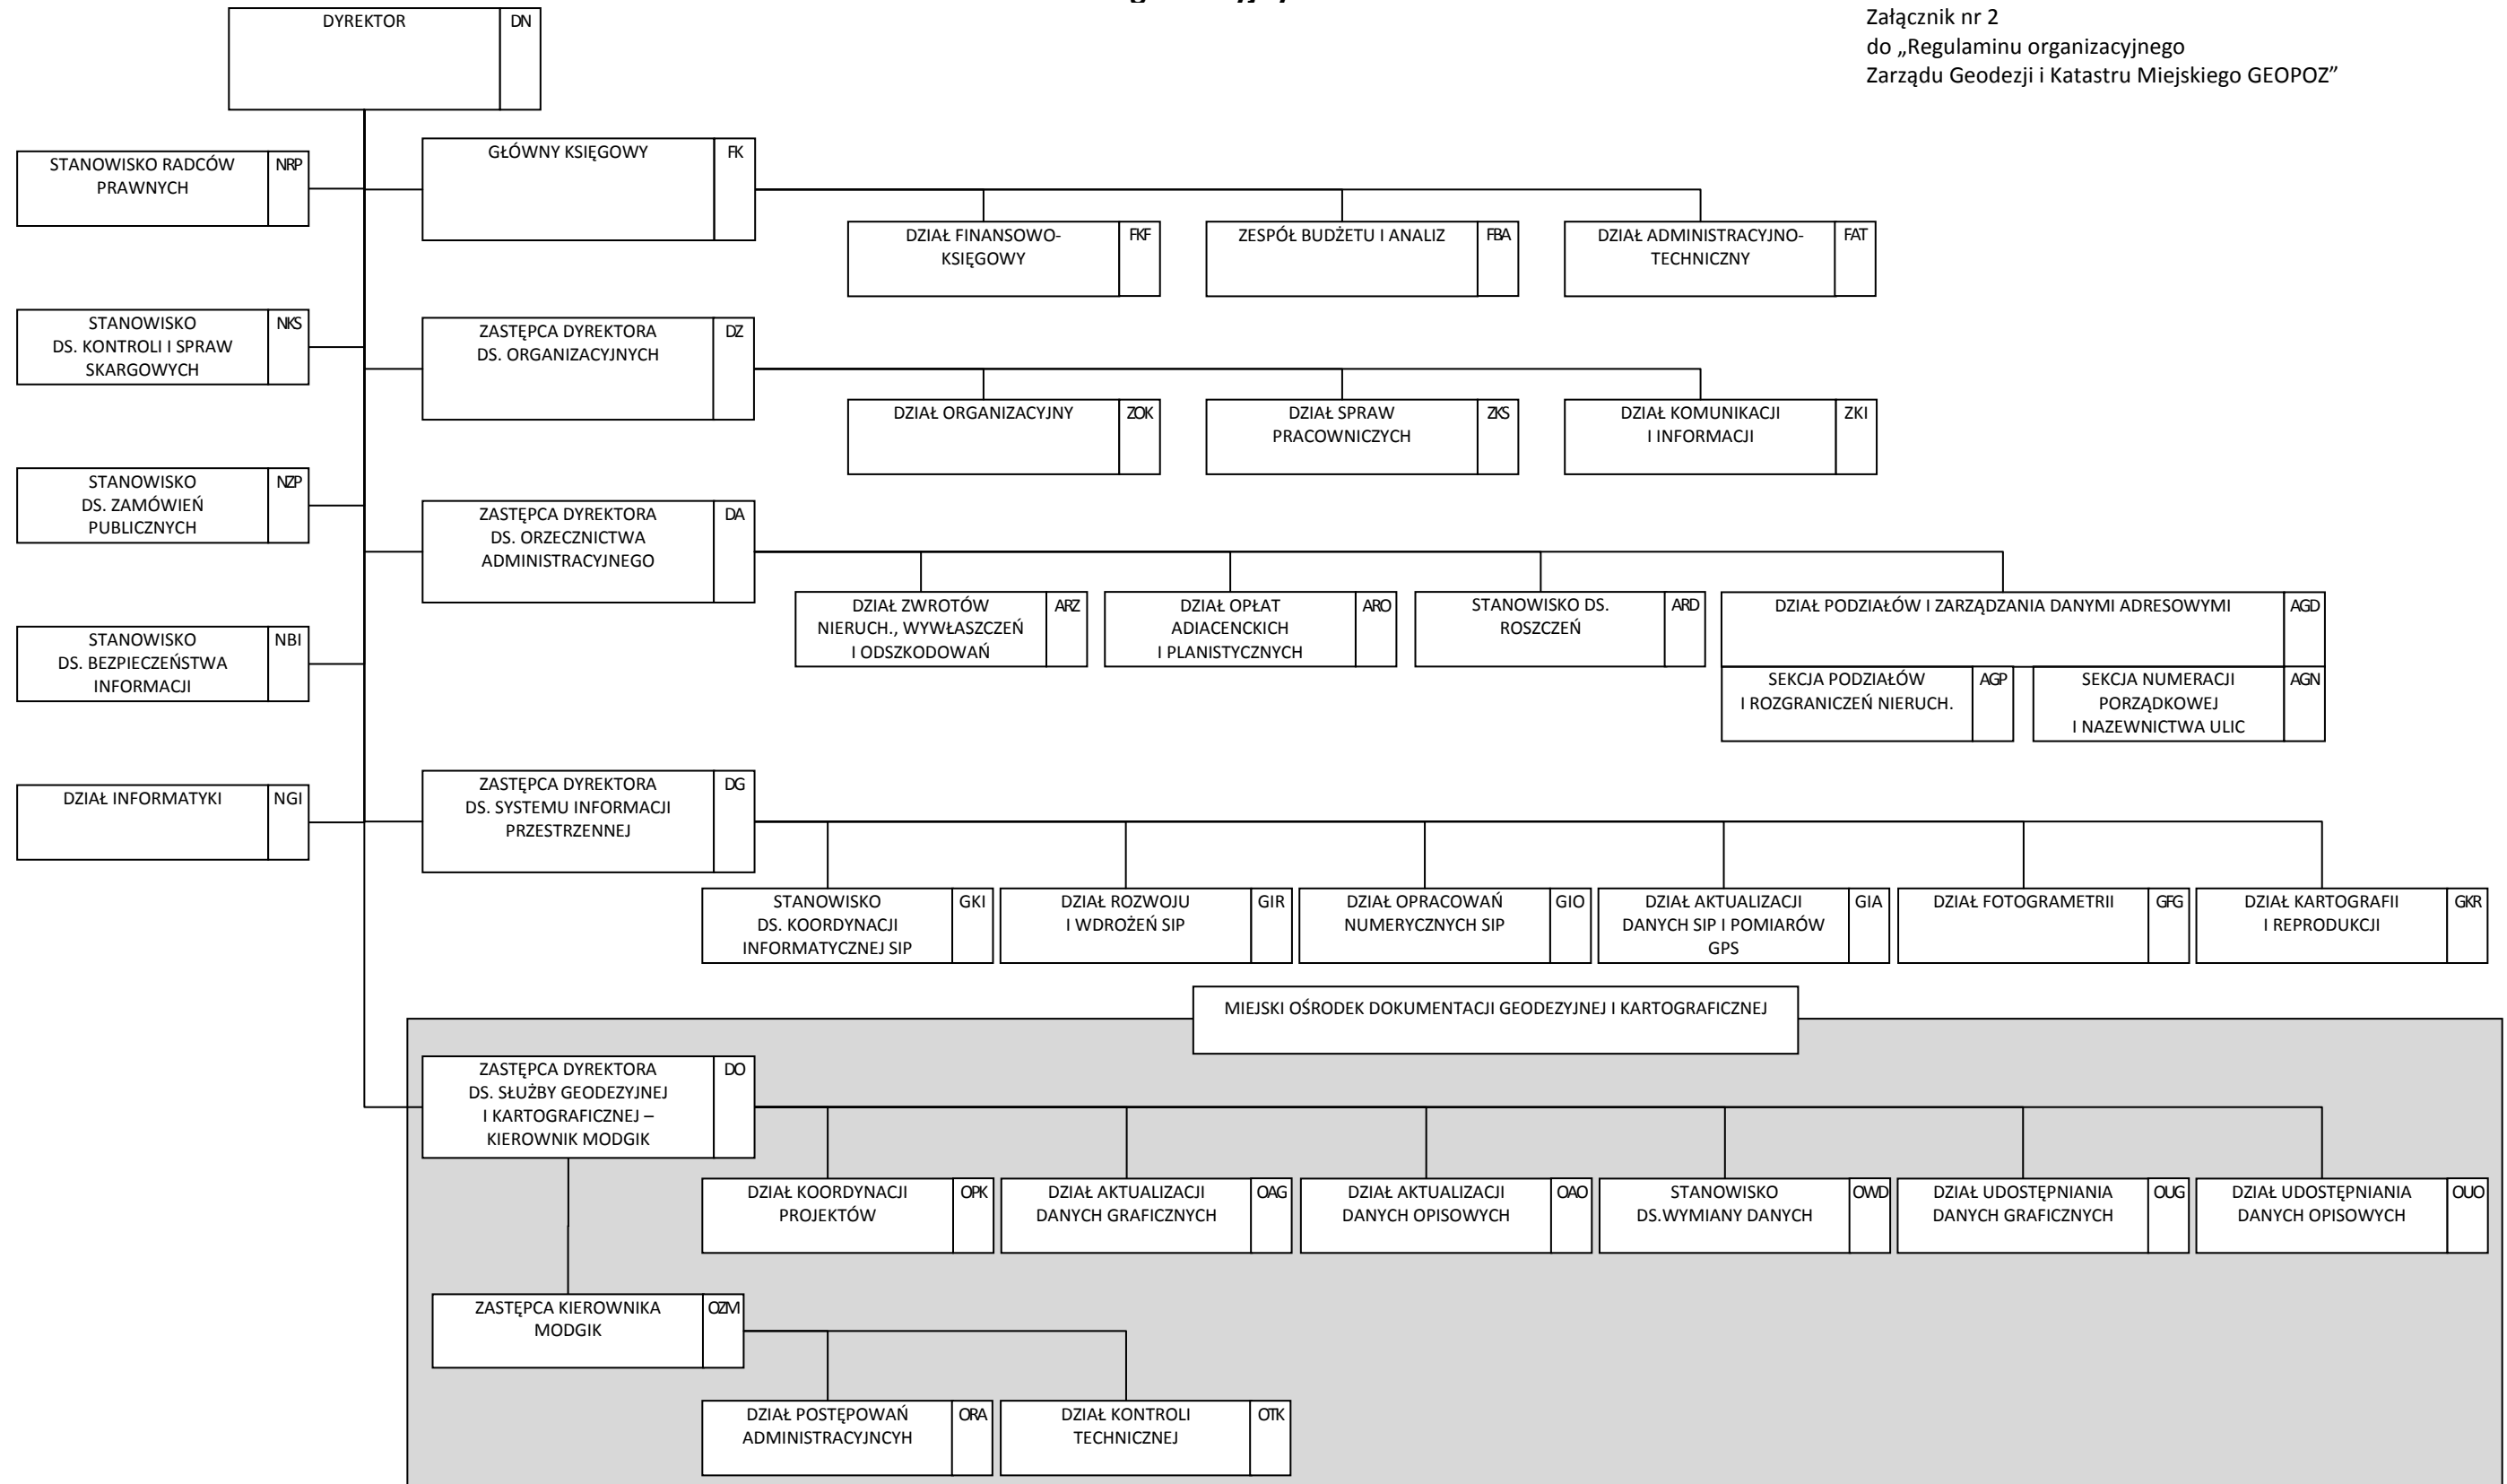 Załącznik nr 2
do „Regulaminu organizacyjnego
Zarządu Geodezji i Katastru Miejskiego GEOPOZ”
DYREKTOR
DN
STANOWISKO RADCÓW
PRAWNYCH
NRP
GŁÓWNY KSIĘGOWY
FK
DZIAŁ FINANSOWO-
KSIĘGOWY
FKF
ZESPÓŁ BUDŻETU I ANALIZ
FBA
DZIAŁ ADMINISTRACYJNO-
TECHNICZNY
FAT
STANOWISKO
DS. KONTROLI I SPRAW
SKARGOWYCH
NKS
ZASTĘPCA DYREKTORA
DS. ORGANIZACYJNYCH
DZ
DZIAŁ ORGANIZACYJNY
ZOK
DZIAŁ SPRAW
PRACOWNICZYCH
ZKS
DZIAŁ KOMUNIKACJI
I INFORMACJI
ZKI
STANOWISKO
DS. ZAMÓWIEŃ
PUBLICZNYCH
NZP
ZASTĘPCA DYREKTORA
DS. ORZECZNICTWA
ADMINISTRACYJNEGO
DA
DZIAŁ ZWROTÓW
NIERUCH., WYWŁASZCZEŃ
I ODSZKODOWAŃ
ARZ
DZIAŁ OPŁAT
ADIACENCKICH
I PLANISTYCZNYCH
ARO
STANOWISKO DS.
ROSZCZEŃ
ARD
DZIAŁ PODZIAŁÓW I ZARZĄDZANIA DANYMI ADRESOWYMI
AGD
SEKCJA PODZIAŁÓW
I ROZGRANICZEŃ NIERUCH.
AGP
SEKCJA NUMERACJI
PORZĄDKOWEJ
I NAZEWNICTWA ULIC
AGN
STANOWISKO
DS. BEZPIECZEŃSTWA
INFORMACJI
NBI
DZIAŁ INFORMATYKI
NGI
ZASTĘPCA DYREKTORA
DS. SYSTEMU INFORMACJI
PRZESTRZENNEJ
DG
STANOWISKO
DS. KOORDYNACJI
INFORMATYCZNEJ SIP
GKI
DZIAŁ ROZWOJU
I WDROŻEŃ SIP
GIR
DZIAŁ OPRACOWAŃ
NUMERYCZNYCH SIP
GIO
DZIAŁ AKTUALIZACJI
DANYCH SIP I POMIARÓW
GPS
GIA
DZIAŁ FOTOGRAMETRII
GFG
DZIAŁ KARTOGRAFII
I REPRODUKCJI
GKR
MIEJSKI OŚRODEK DOKUMENTACJI GEODEZYJNEJ I KARTOGRAFICZNEJ
ZASTĘPCA DYREKTORA
DS. SŁUŻBY GEODEZYJNEJ
I KARTOGRAFICZNEJ –
KIEROWNIK MODGIK
DO
DZIAŁ KOORDYNACJI
PROJEKTÓW
OPK
DZIAŁ AKTUALIZACJI
DANYCH GRAFICZNYCH
OAG
DZIAŁ AKTUALIZACJI
DANYCH OPISOWYCH
OAO
STANOWISKO
DS.WYMIANY DANYCH
OWD
DZIAŁ UDOSTĘPNIANIA
DANYCH GRAFICZNYCH
OUG
DZIAŁ UDOSTĘPNIANIA
DANYCH OPISOWYCH
OUO
ZASTĘPCA KIEROWNIKA
MODGIK
OZM
DZIAŁ POSTĘPOWAŃ
ADMINISTRACYJNCYH
ORA
DZIAŁ KONTROLI
TECHNICZNEJ
OTK